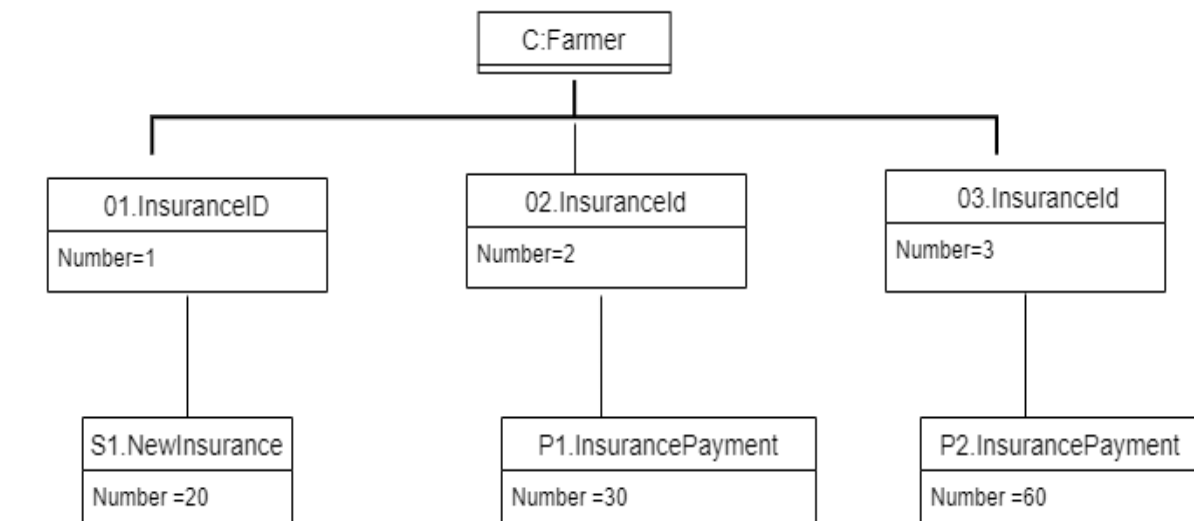 C:Farmer
01.InsuranceID
Number=1
02.InsuranceId
Number=2
03.InsuranceId
Number=3
S1.NewInsurance
Number =20
P1.InsurancePayment
Number =30
P2.InsurancePayment
Number =60